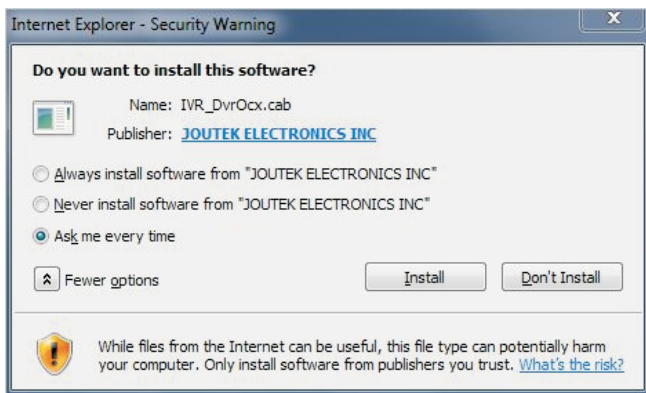 Internet Explorer - Security Warning
X
Do you want to install this software?
Name: IVR_DvrOcx.cab
Publisher: JOUTEK ELECTRONICS INC
Always install software from "JOUTEK ELECTRONICS INC"
Never install software from "JOUTEK ELECTRONICS INC"
Ask me every time
Fewer options
Install
Don't Install
While files from the Internet can be useful, this file type can potentially harm
your computer. Only install software from publishers you trust. What's the risk?